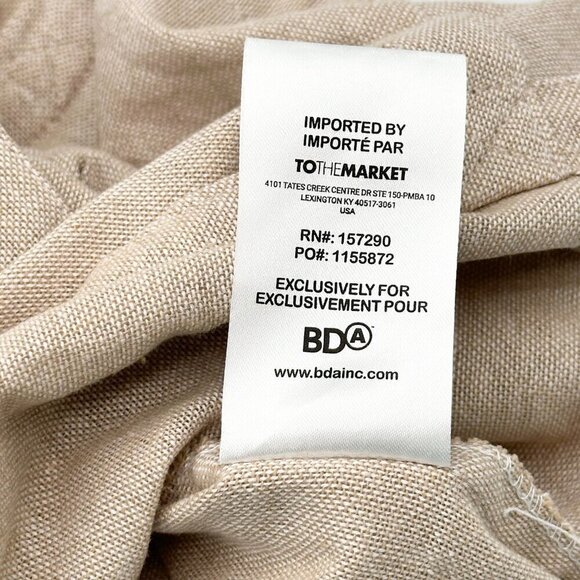 IMPORTED BY
IMPORTÉ PAR
TOTHEMARKET
4101 TATES CREEK CENTRE DR STE 150-PMBA 10
LEXINGTON KY 40517-3061
USA
RN#: 157290
PO#: 1155872
EXCLUSIVELY FOR
EXCLUSIVEMENT POUR
BDA™
www.bdainc.com